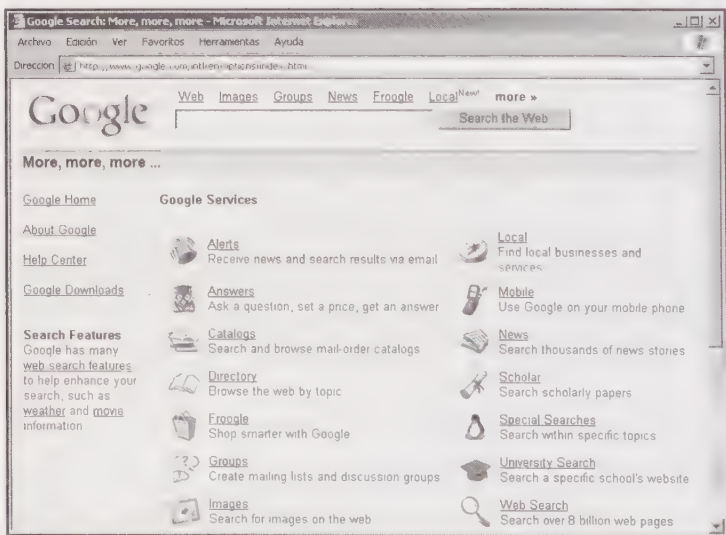 Google Search: More, more, more - Microsoft Internet Explorer
Archivo Edición Ver Favoritos Herramientas Ayuda
Dirección
Google
Web Images Groups News Froogle Local New! more »
Search the Web
More, more, more ...
Google Home
About Google
Help Center
Google Downloads
Search Features
Google has many
web search features
to help enhance your
search, such as
weather and movie
information
Google Services
Alerts
Receive news and search results via email
Answers
Ask a question, set a price, get an answer
Catalogs
Search and browse mail-order catalogs
Directory
Browse the web by topic
Froogle
Shop smarter with Google
Groups
Create mailing lists and discussion groups
Images
Search for images on the web
Local
Find local businesses and
services
Mobile
Use Google on your mobile phone
News
Search thousands of news stories
Scholar
Search scholarly papers
Special Searches
Search within specific topics
University Search
Search a specific school's website
Web Search
Search over 8 billion web pages